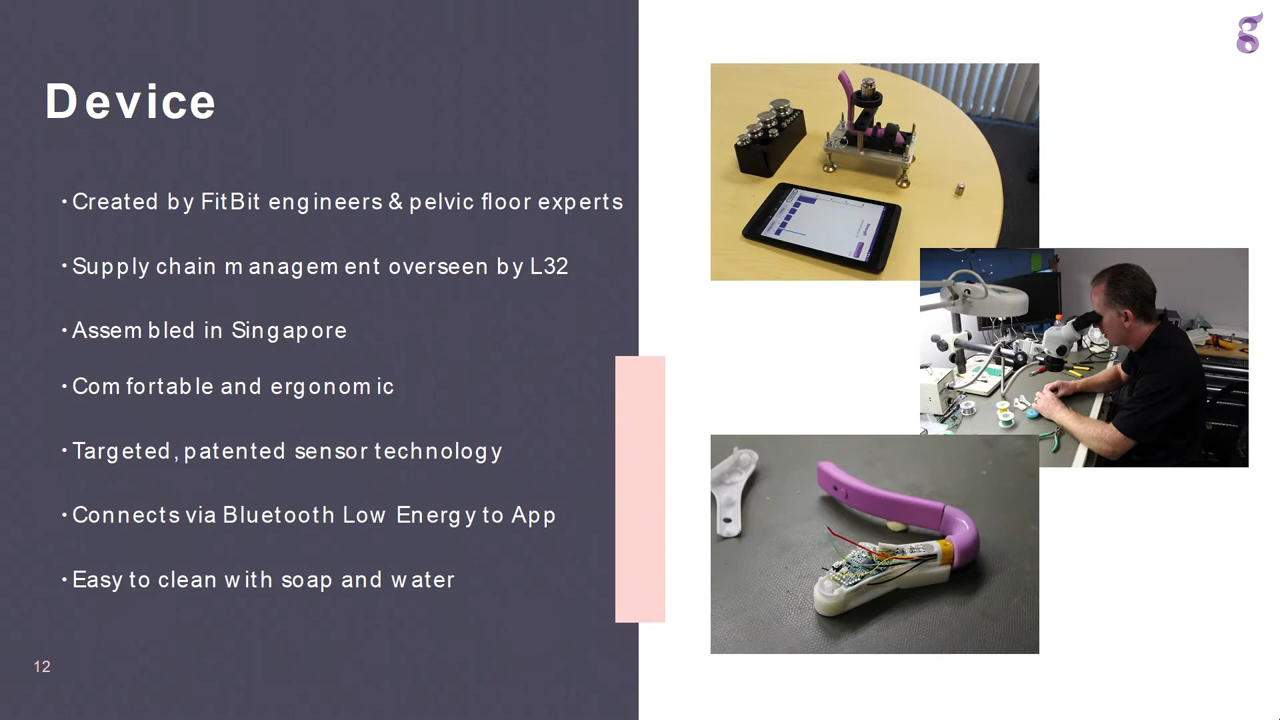 Device
• Created by FitBit engineers & pelvic floor experts
• Supply chain management overseen by L32
• Assembled in Singapore
• Comfortable and ergonomic
• Targeted, patented sensor technology
• Connects via Bluetooth Low Energy to App
• Easy to clean with soap and water
12
g